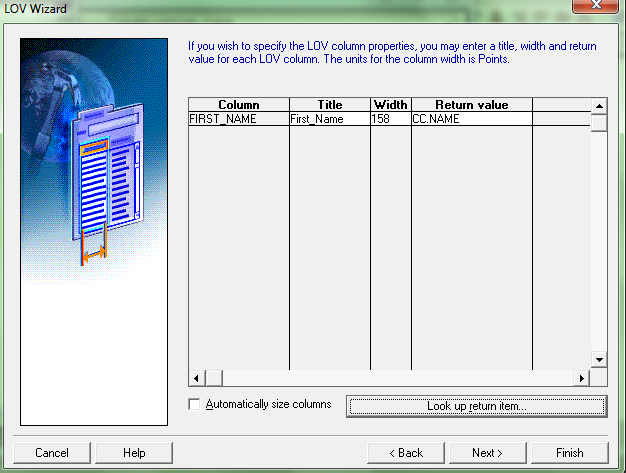 LOV Wizard
If you wish to specify the LOV column properties, you may enter a title, width and return
value for each LOV column. The units for the column width is Points.
Column Title Width Return value
FIRST_NAME First_Name 158 CC.NAME
Automatically size columns Look up return item...
Cancel Help < Back Next > Finish